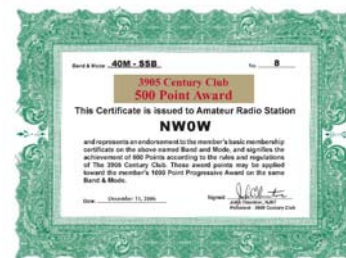 Band & Mode 40M - SSB No. 8
3905 Century Club
500 Point Award
This Certificate is issued to Amateur Radio Station
NW0W
and represents an endorsement to the member's basic membership
certificate on the above named Band and Mode, and signifies the
achievement of 500 Points according to the rules and regulations
of The 3905 Century Club. These award points may be applied
toward the member's 1000 Point Progressive Award on the same
Band & Mode.
Date December 11, 2005 Signed
President - 3905 Century Club